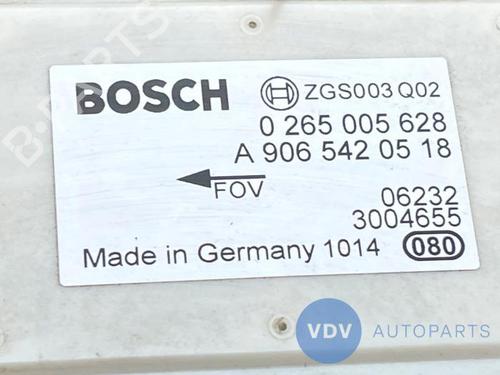 B-PARTS
BOSCH ZGS003 Q02
0 265 005 628
A 906 542 05 18
FOV
06232
3004655
Made in Germany 1014 080
VDV AUTOPARTS